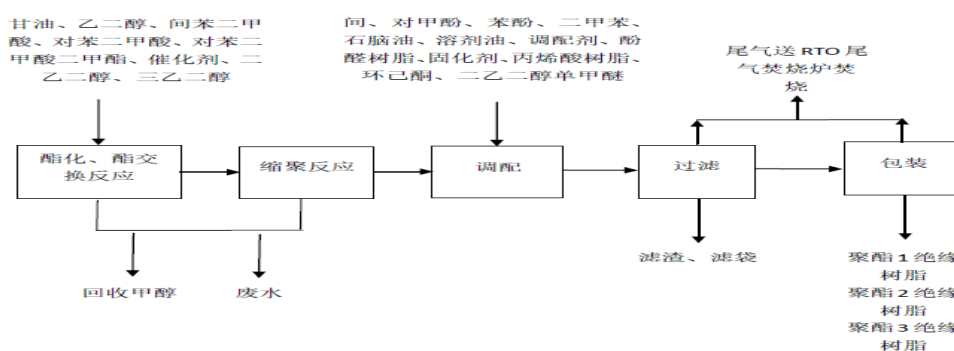 甘油、乙二醇、间苯二甲
酸、对苯二甲酸、对苯二
甲酸二甲酯、催化剂、二
乙二醇、三乙二醇
间、对甲酚、苯酚、二甲苯、
石脑油、溶剂油、调配剂、酚
醛树脂、固化剂、丙烯酸树脂、
环己酮、二乙二醇单甲醚
尾气送 RTO 尾
气焚烧炉焚
烧
酯化、酯交
换反应
缩聚反应
调配
过滤
包装
回收甲醇
废水
滤渣、滤袋
聚酯 1 绝缘
树脂
聚酯 2 绝缘
树脂
聚酯 3 绝缘
树脂